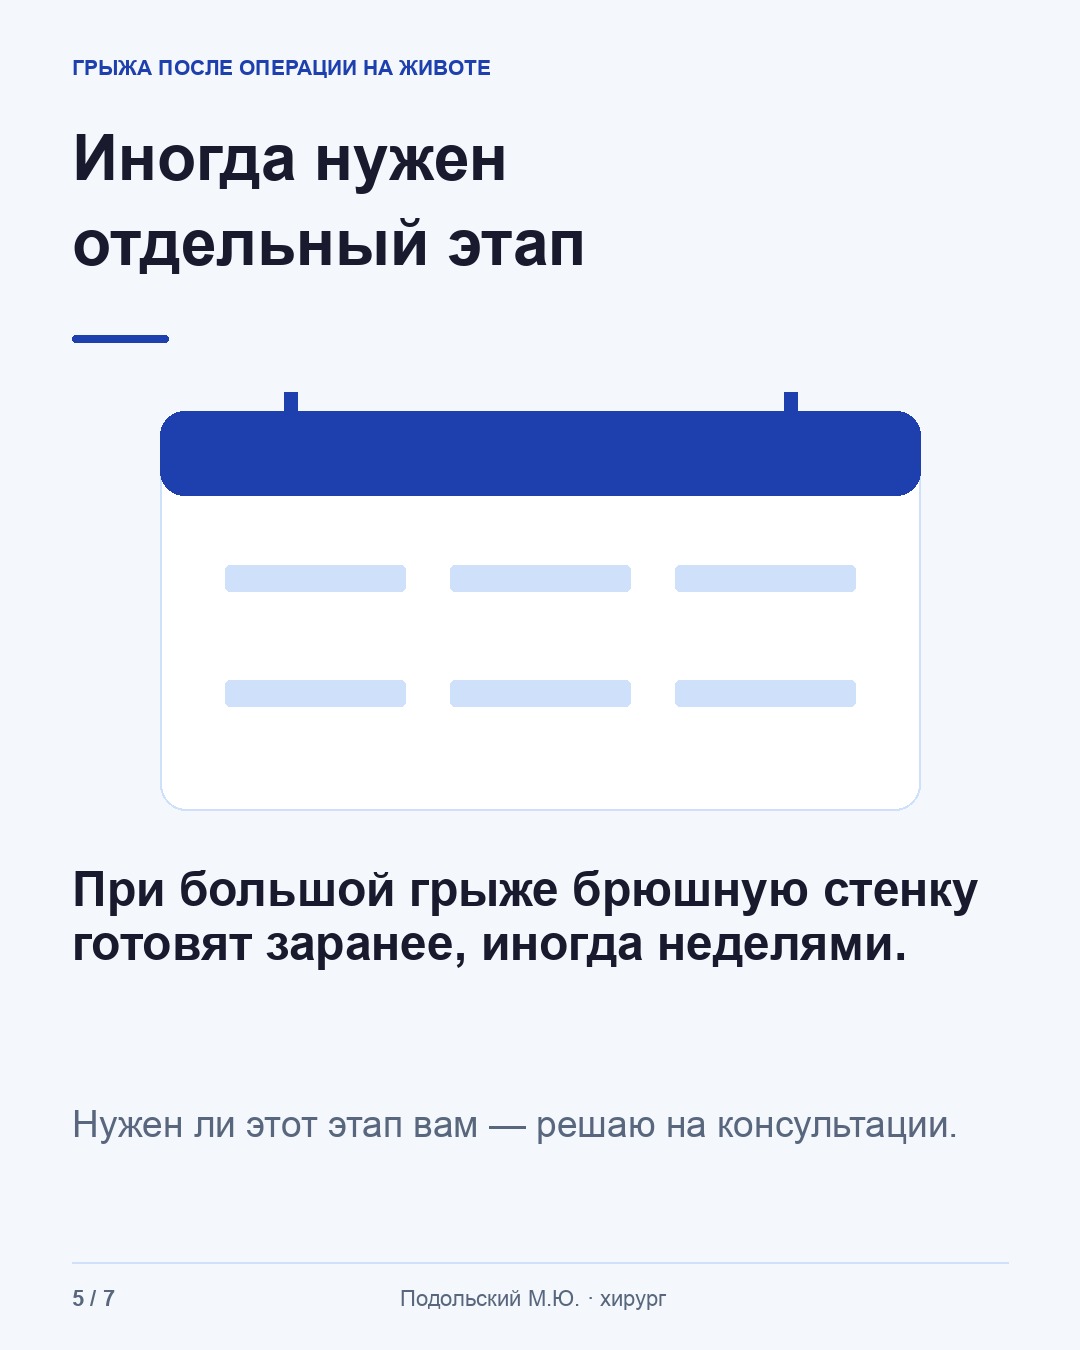 ГРЫЖА ПОСЛЕ ОПЕРАЦИИ НА ЖИВОТЕ
Иногда нужен
отдельный этап
При большой грыже брюшную стенку
готовят заранее, иногда неделями.
Нужен ли этот этап вам — решаю на консультации.
5 / 7
Подольский М.Ю. · хирург